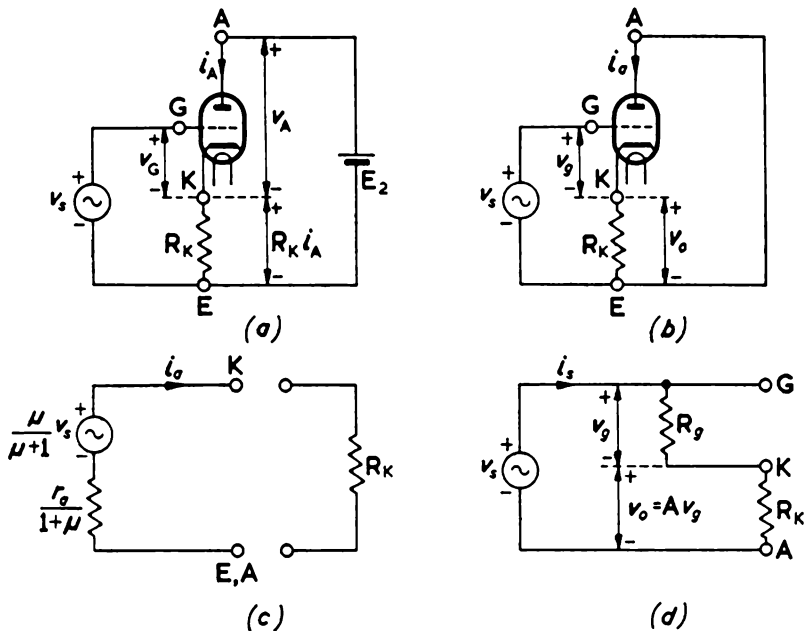 A
A
i_A
i_a
G
G
+
+
v_A
v_G
v_g
-
-
-
v_s
+
-
K
K
E_2
v_s
+
-
+
+
R_K
R_K i_A
R_K
v_o
-
-
E
E
(a)
(b)
i_a
K
i_s
G
μ/(μ+1) v_s
+
-
R_K
v_s
+
-
+
v_g
-
R_g
K
r_a/(1+μ)
+
v_o = A v_g
-
R_K
E, A
A
(c)
(d)